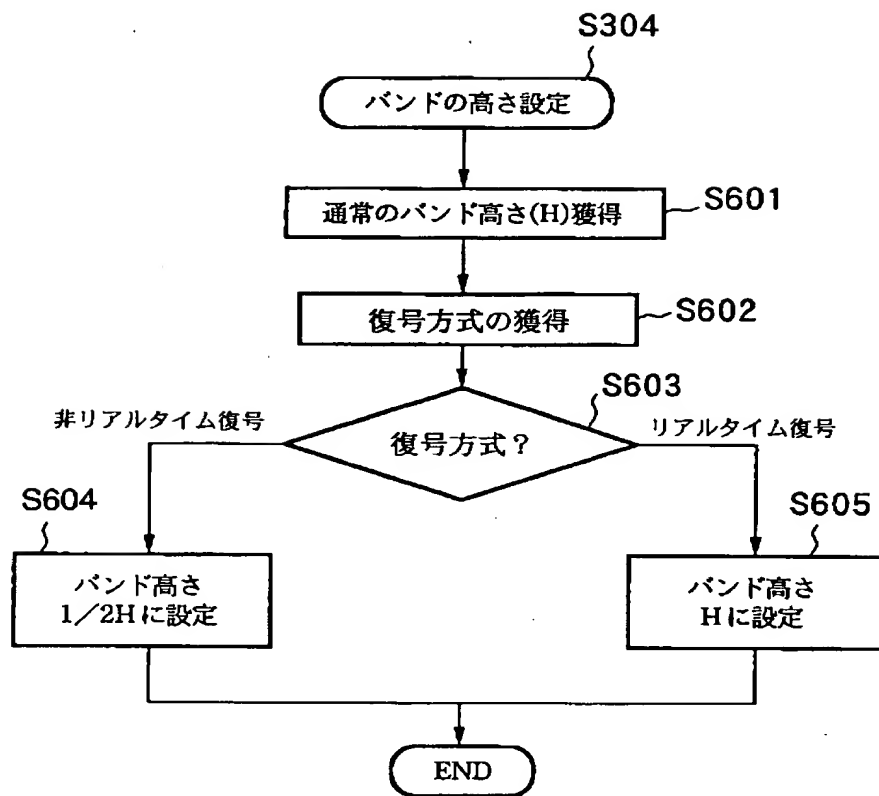 S304
バンドの高さ設定
通常のバンド高さ(H)獲得
S601
復号方式の獲得
S602
S603
復号方式？
非リアルタイム復号
リアルタイム復号
S604
バンド高さ
1／2Hに設定
S605
バンド高さ
Hに設定
END